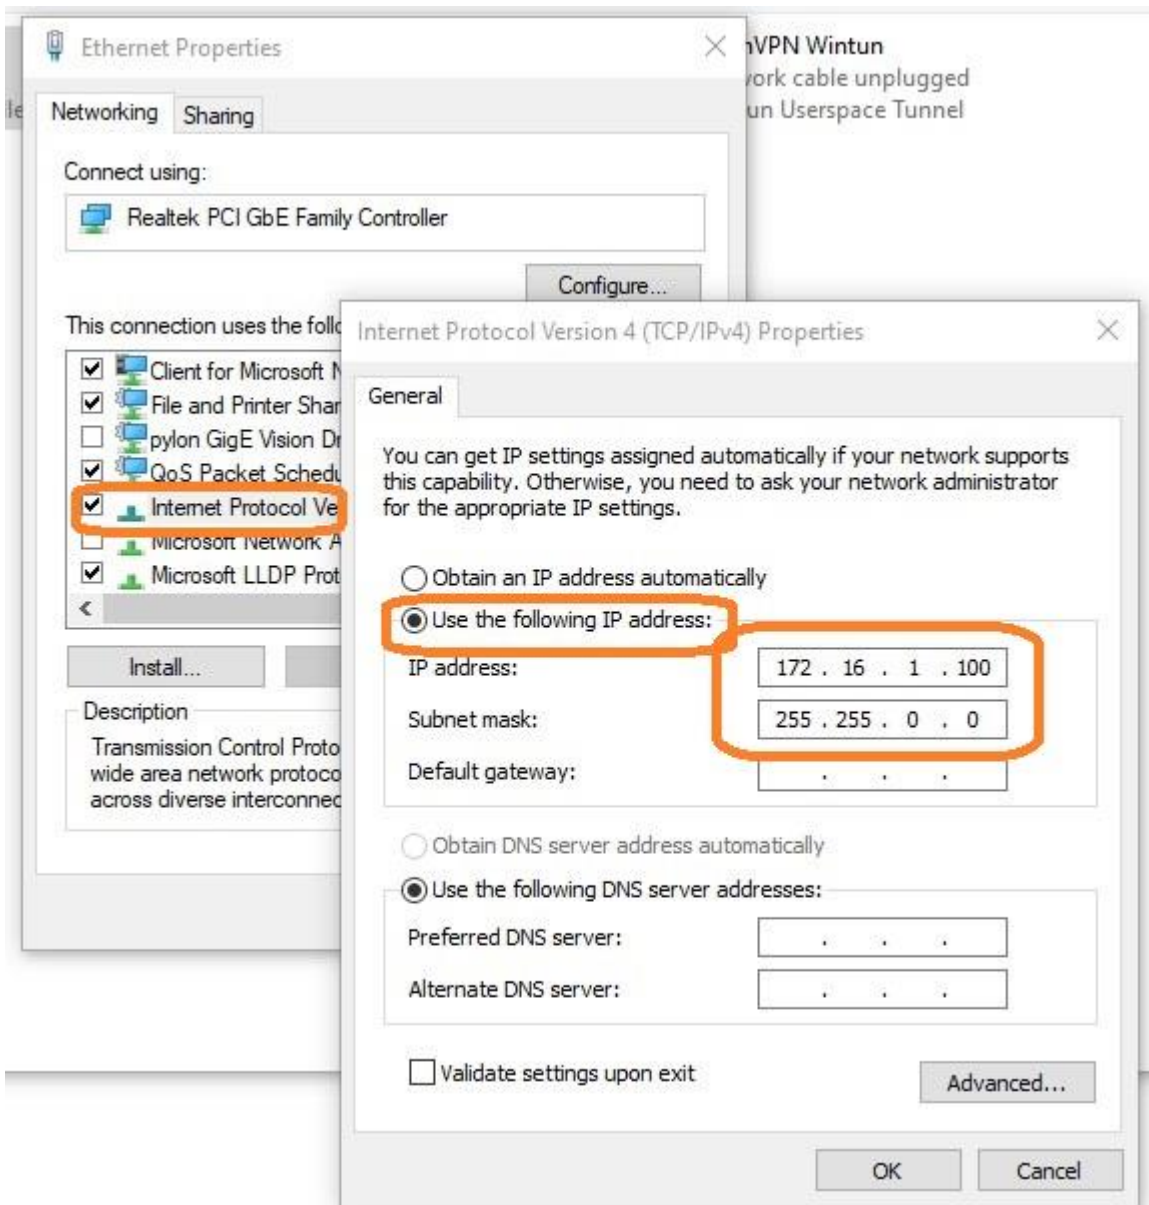 Ethernet Properties
nVPN Wintun
ork cable unplugged
un Userspace Tunnel
Networking
Sharing
Connect using:
Realtek PCI GbE Family Controller
Configure...
This connection uses the follo
Client for Microsoft N
File and Printer Shar
pylon GigE Vision Dr
QoS Packet Schedu
Internet Protocol Ve
Microsoft Network A
Microsoft LLDP Prot
Install...
Description
Transmission Control Proto
wide area network protoco
across diverse interconnec
Internet Protocol Version 4 (TCP/IPv4) Properties
General
You can get IP settings assigned automatically if your network supports
this capability. Otherwise, you need to ask your network administrator
for the appropriate IP settings.
Obtain an IP address automatically
Use the following IP address:
IP address: 172 . 16 . 1 . 100
Subnet mask: 255 . 255 . 0 . 0
Default gateway: . . .
Obtain DNS server address automatically
Use the following DNS server addresses:
Preferred DNS server: . . .
Alternate DNS server: . . .
Validate settings upon exit
Advanced...
OK
Cancel